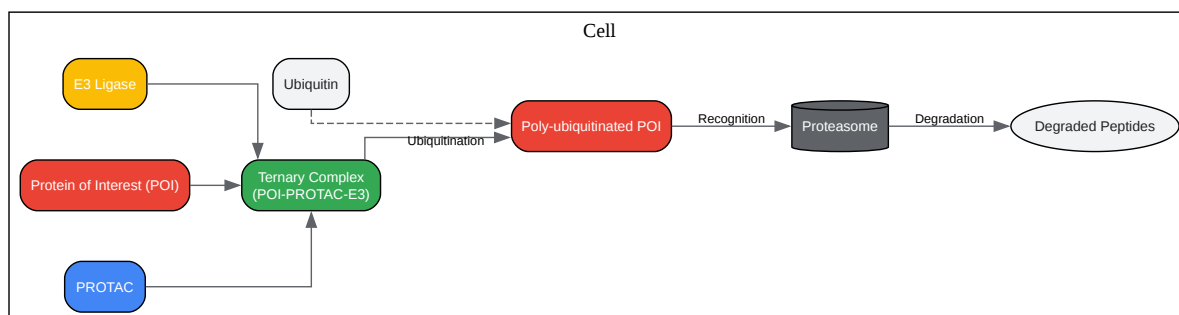 Cell
E3 Ligase
Ubiquitin
Poly-ubiquitinated POI
Recognition
Proteasome
Degradation
Degraded Peptides
Ubiquitination
Protein of Interest (POI)
Ternary Complex
(POI-PROTAC-E3)
PROTAC